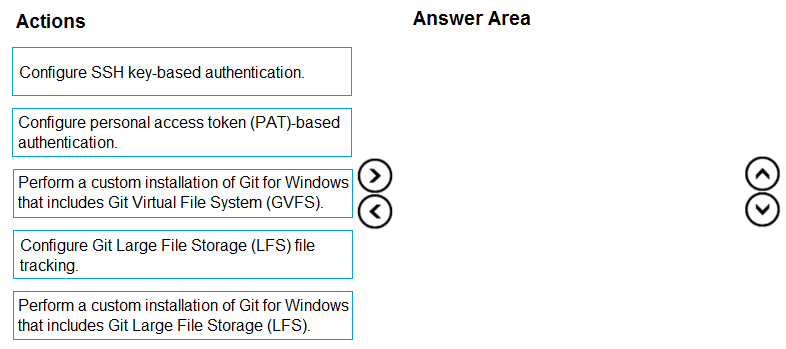 Actions
Answer Area
Configure SSH key-based authentication.
Configure personal access token (PAT)-based
authentication.
Perform a custom installation of Git for Windows
that includes Git Virtual File System (GVFS).
Configure Git Large File Storage (LFS) file
tracking.
Perform a custom installation of Git for Windows
that includes Git Large File Storage (LFS).